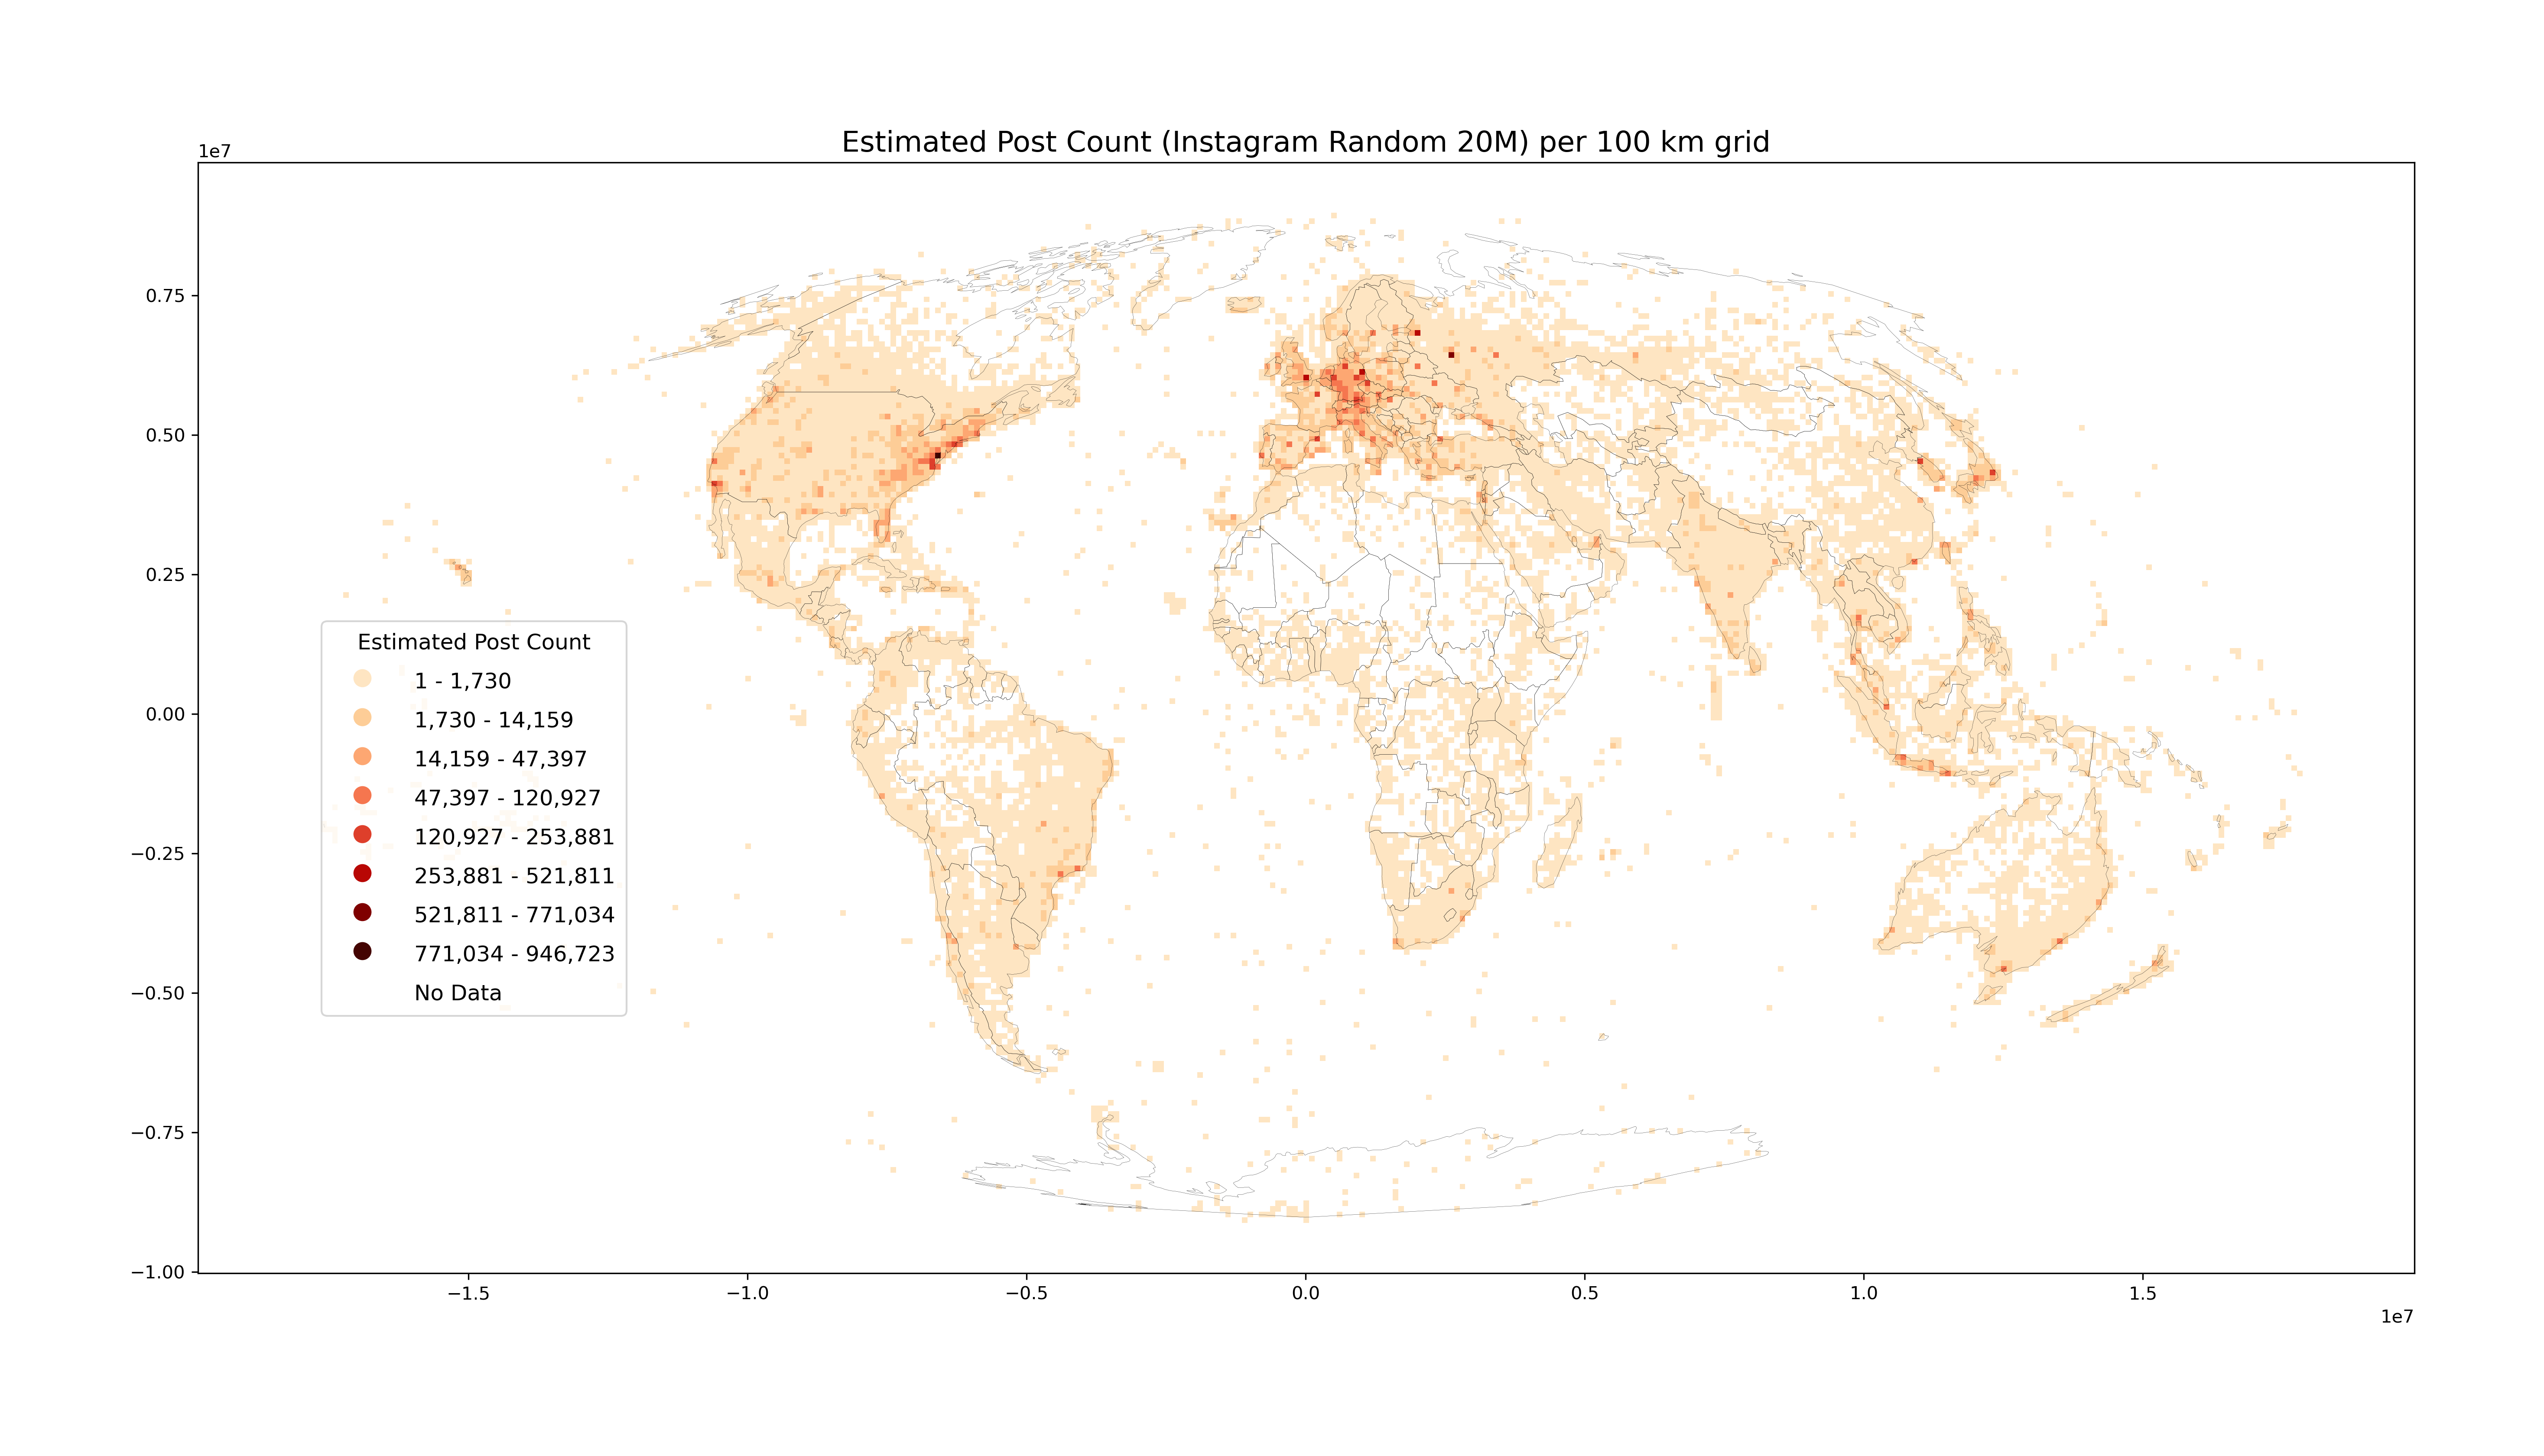 Estimated Post Count (Instagram Random 20M) per 100 km grid
1e7
0.75
0.50
0.25
0.00
−0.25
−0.50
−0.75
−1.00
Estimated Post Count
1 - 1,730
1,730 - 14,159
14,159 - 47,397
47,397 - 120,927
120,927 - 253,881
253,881 - 521,811
521,811 - 771,034
771,034 - 946,723
No Data
−1.5 −1.0 −0.5 0.0 0.5 1.0 1.5
1e7